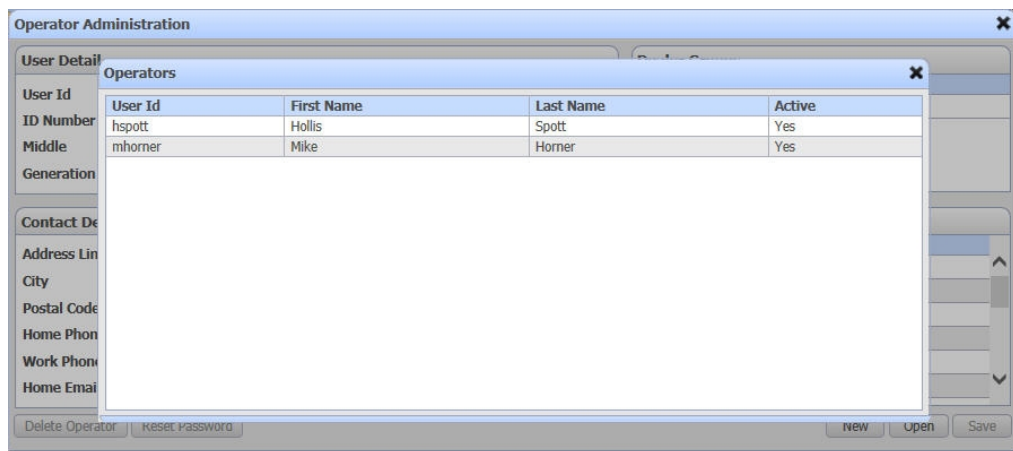 Operator Administration
User Detail
Operators
User Id
ID Number
Middle
Generation
User Id First Name Last Name Active
hspott Hollis Spott Yes
mhorner Mike Horner Yes
Contact De
Address Lin
City
Postal Code
Home Phon
Work Phone
Home Emai
Delete Operator Reset Password New Open Save